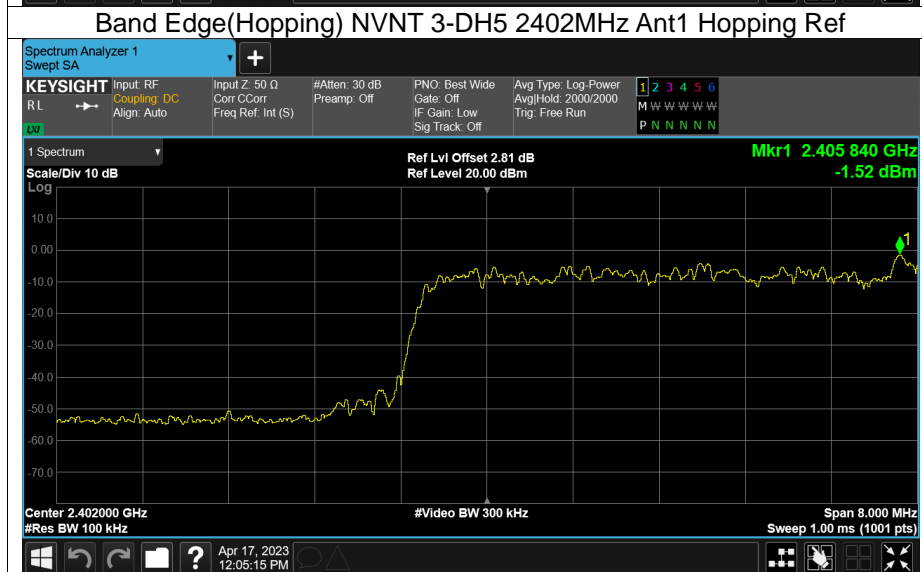 Band Edge(Hopping) NVNT 3-DH5 2402MHz Ant1 Hopping Ref
Spectrum Analyzer 1
Swept SA
KEYSIGHT
RL
LXI
Input: RF
Coupling: DC
Align: Auto
Input Z: 50 Ω
Corr CCorr
Freq Ref: Int (S)
#Atten: 30 dB
Preamp: Off
PNO: Best Wide
Gate: Off
IF Gain: Low
Sig Track: Off
Avg Type: Log-Power
Avg|Hold: 2000/2000
Trig: Free Run
1 2 3 4 5 6
M W W W W W
P N N N N N
1 Spectrum
Scale/Div 10 dB
Ref Lvl Offset 2.81 dB
Ref Level 20.00 dBm
Mkr1 2.405 840 GHz
-1.52 dBm
Log
10.0
0.00
-10.0
-20.0
-30.0
-40.0
-50.0
-60.0
-70.0
1
Center 2.402000 GHz
#Res BW 100 kHz
#Video BW 300 kHz
Span 8.000 MHz
Sweep 1.00 ms (1001 pts)
?
Apr 17, 2023
12:05:15 PM